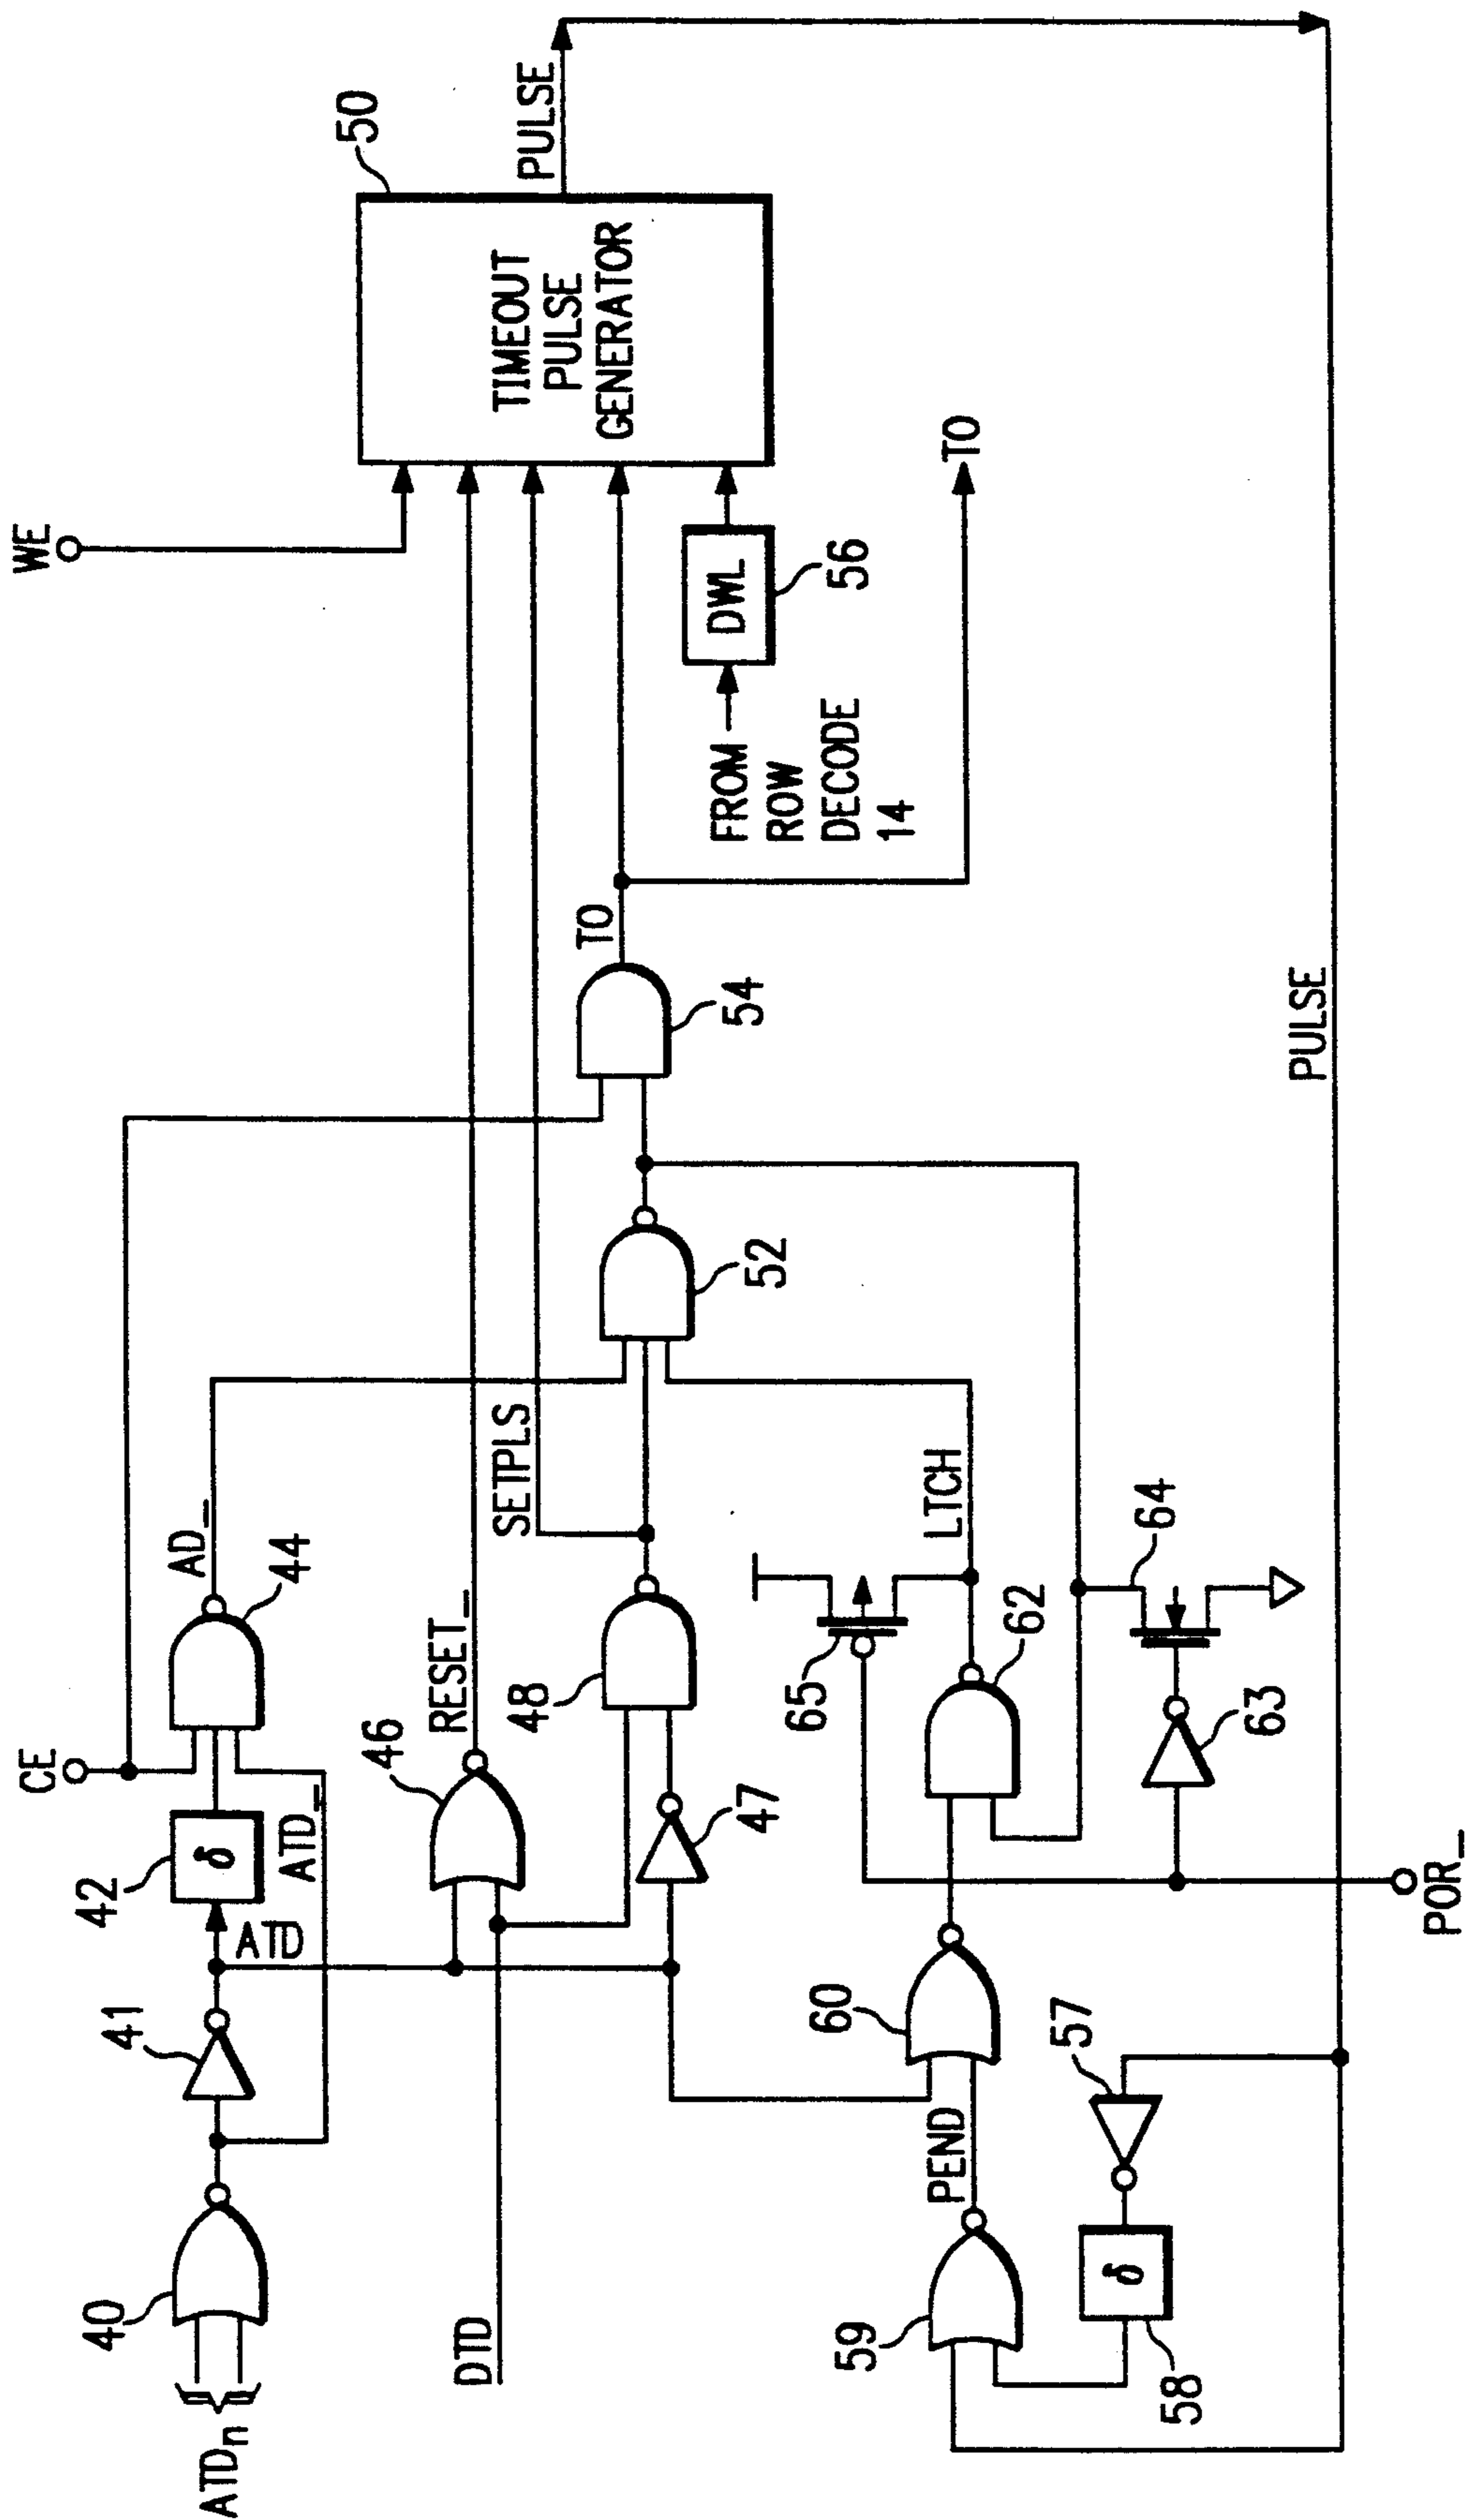 ATDn
40
41
ATD
ATD_
42
δ
CE
AD_
44
DTD
46
RESET_
47
48
SETPLS
52
54
TO
TO
WE
50
TIMEOUT
PULSE
GENERATOR
PULSE
DWL
56
FROM
ROW
DECODE
14
59
PEND
60
58
δ
57
62
LTCH
65
63
64
POR_
PULSE